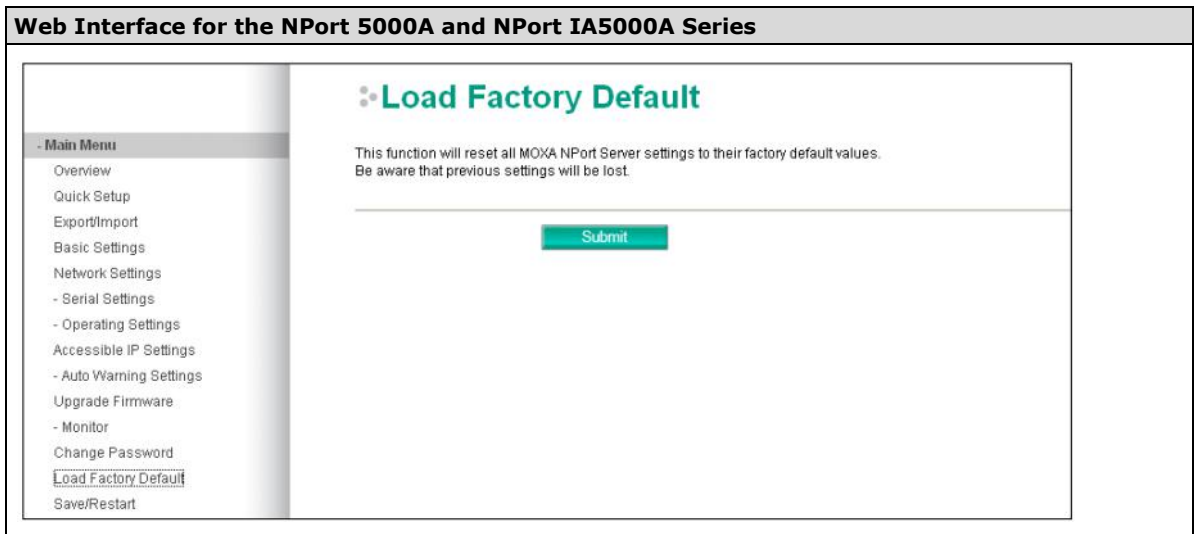 Web Interface for the NPort 5000A and NPort IA5000A Series
Load Factory Default
This function will reset all MOXA NPort Server settings to their factory default values.
Be aware that previous settings will be lost.
Submit
- Main Menu
Overview
Quick Setup
Export/Import
Basic Settings
Network Settings
- Serial Settings
- Operating Settings
Accessible IP Settings
- Auto Warning Settings
Upgrade Firmware
- Monitor
Change Password
Load Factory Default
Save/Restart